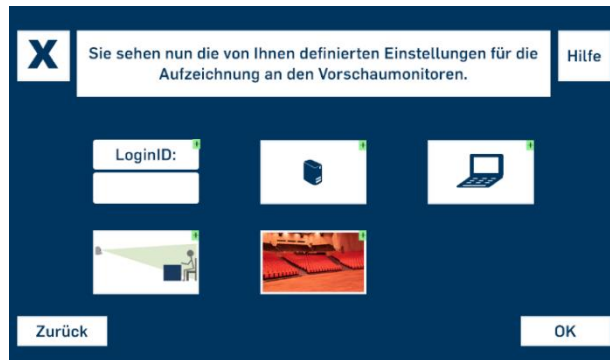 X
Sie sehen nun die von Ihnen definierten Einstellungen für die
Aufzeichnung an den Vorschaumonitoren.
Hilfe
LoginID:
Zurück
OK